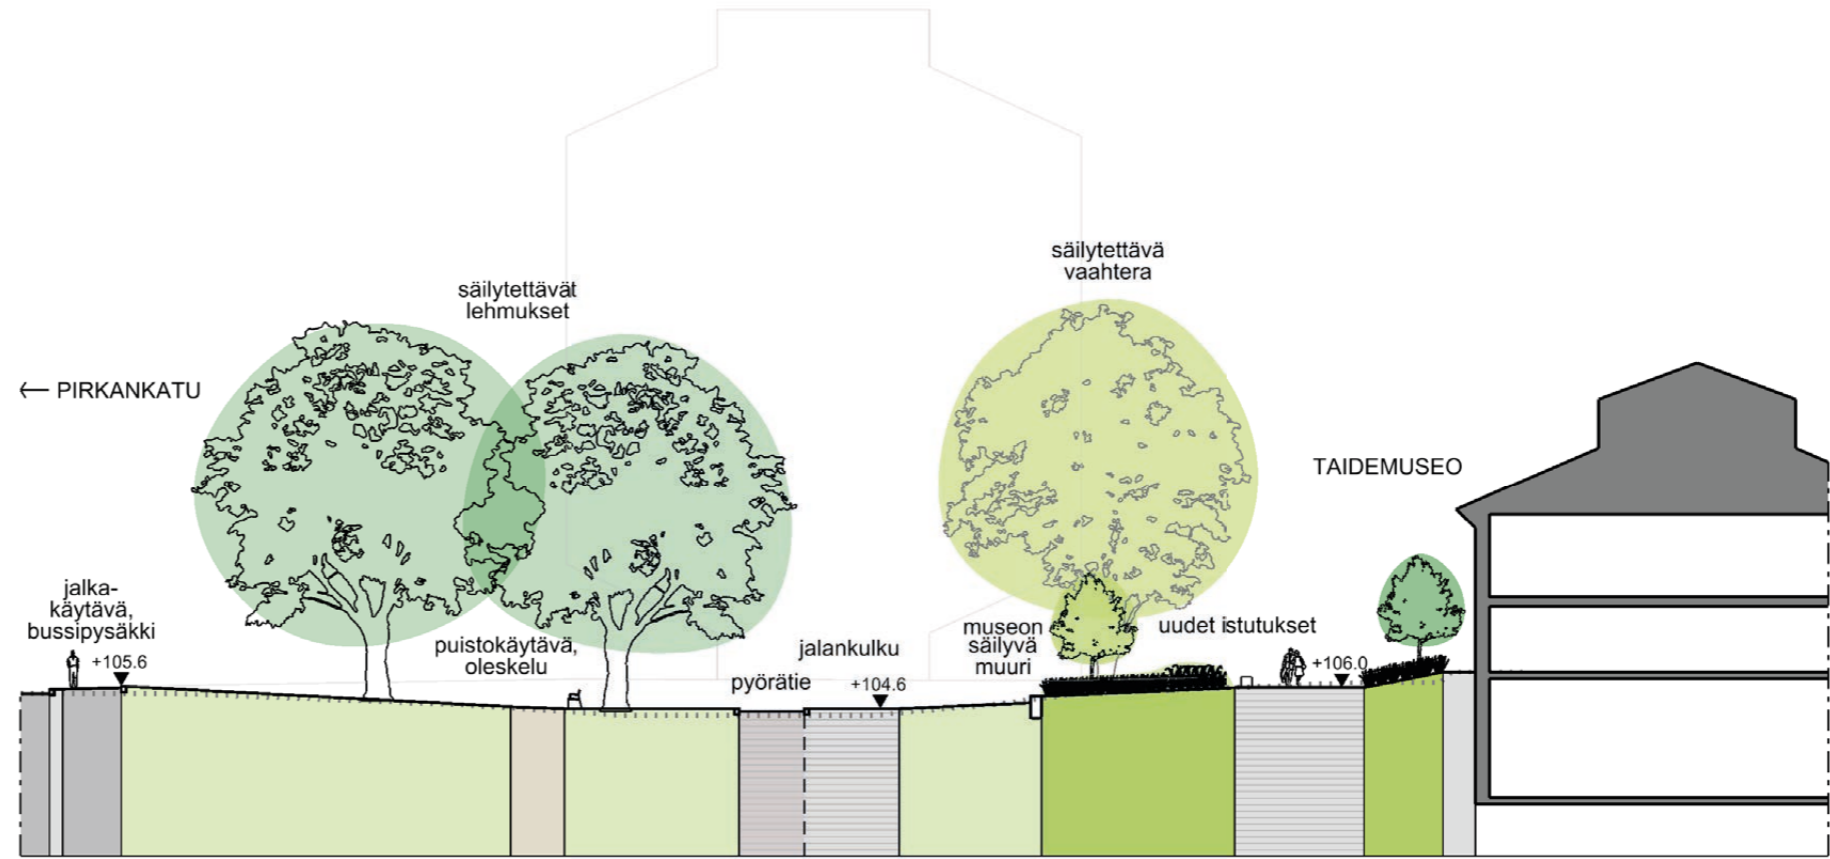 säilytettävä
vaahtera
säilytettävät
lehmukset
← PIRKANKATU
TAIDEMUSEO
jalka-
käytävä,
bussipysäkki
+105.6
puistokäytävä,
oleskelu
jalankulku
pyörätie
+104.6
museon
säilyvä
muuri
uudet istutukset
+106.0